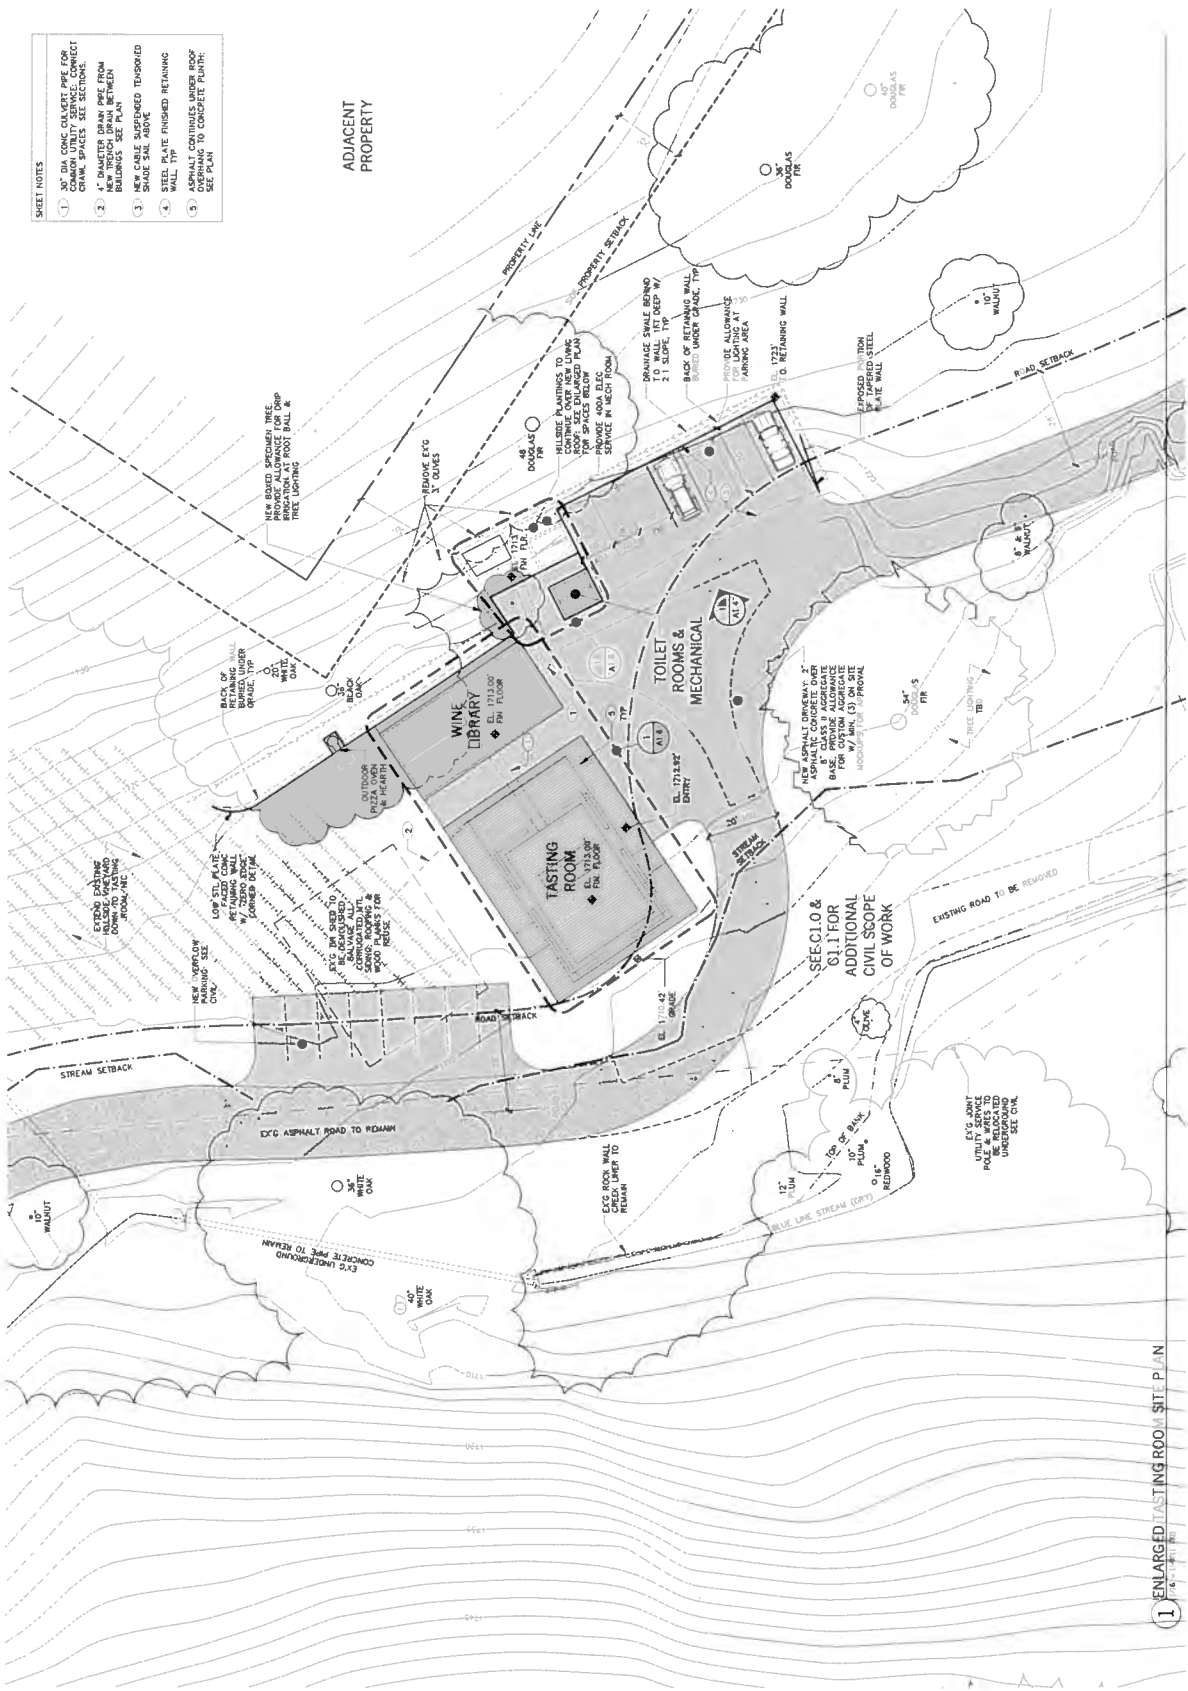 SHEET NOTES
1 30" DIA CONC CULVERT PIPE FOR
COMMON UTILITY SERVICE: CONNECT
CRAWL SPACES. SEE SECTIONS.
2 4" DIAMETER DRAIN PIPE FROM
NEW TRENCH DRAIN BETWEEN
BUILDINGS. SEE PLAN
3 NEW CABLE SUSPENDED TENSIONED
SHADE SAIL ABOVE
4 STEEL PLATE FINISHED RETAINING
WALL, TYP
5 ASPHALT CONTINUES UNDER ROOF
OVERHANG TO CONCRETE PLINTH:
SEE PLAN
ADJACENT
PROPERTY
PROPERTY LINE
SIDE PROPERTY SETBACK
40"
DOUGLAS
FIR
36"
DOUGLAS
FIR
10"
WALNUT
NEW BOXED SPECIMEN TREE.
PROVIDE ALLOWANCE FOR DRIP
IRRIGATION AT ROOT BALL &
TREE LIGHTING
REMOVE EX'G
3" OLIVES
48"
DOUGLAS
FIR
HILLSIDE PLANTINGS TO
CONTINUE OVER NEW LIVING
ROOF: SEE ENLARGED PLAN
FOR SPACES BELOW
PROVIDE 400A ELEC
SERVICE IN MECH ROOM
DRAINAGE SWALE BEHIND
T.O. WALL: 1FT DEEP W/
2:1 SLOPE, TYP
BACK OF RETAINING WALL
BURIED UNDER GRADE, TYP
PROVIDE ALLOWANCE
FOR LIGHTING AT
PARKING AREA
EL. 1723'
T.O. RETAINING WALL
EXPOSED PORTION
OF TAPERED STEEL
PLATE WALL
ROAD SETBACK
EL. 1713'
FIN. FLR.
8" & 9"
WALNUT
BACK OF
RETAINING WALL
BURIED UNDER
GRADE, TYP
20"
WHITE
OAK
36"
BLACK
OAK
WINE
LIBRARY
EL. 1713.00'
FIN. FLOOR
TOILET
ROOMS &
MECHANICAL
OUTDOOR
PIZZA OVEN
& HEARTH
TASTING
ROOM
EL. 1713.00'
FIN. FLOOR
5
TYP
EL. 1712.92'
ENTRY
NEW ASPHALT DRIVEWAY: 2"
ASPHALTIC CONCRETE OVER
8" CLASS II AGGREGATE
BASE, PROVIDE ALLOWANCE
FOR CUSTOM AGGREGATE
W/ MIN. (3) ON SITE
MOCKUPS FOR APPROVAL
54"
DOUGLAS
FIR
TREE LIGHTING
TBD
EXTEND EXISTING
HILLSIDE VINEYARD
DOWN TO TASTING
ROOM, NIC
LOW STL PLATE
FACED CONC
RETAINING WALL
W/ "ZERO EDGE"
CORNER DETAIL
EX'G DM SHED TO
BE DEMOLISHED.
SALVAGE ALL
CORRUGATED MTL
SIDING, ROOFING &
WOOD PLANKS FOR
REUSE
NEW OVERFLOW
PARKING: SEE
CIVIL
STREAM
SETBACK
SEE C1.0 &
C1.1 FOR
ADDITIONAL
CIVIL SCOPE
OF WORK
EXISTING ROAD TO BE REMOVED
ROAD SETBACK
EL. 1710.42'
GRADE
STREAM SETBACK
EX'G ASPHALT ROAD TO REMAIN
OLIVE
8"
PLUM
TOP OF BANK
10"
PLUM
16"
REDWOOD
12"
PLUM
BLUE LINE STREAM (DRY)
EX'G JOINT
UTILITY SERVICE
POLE & WIRES TO
BE RELOCATED
UNDERGROUND
SEE CIVIL
EX'G ROCK WALL
CREEK LINER TO
REMAIN
10"
WALNUT
36"
WHITE
OAK
EX'G UNDERGROUND
CONCRETE PIPE TO REMAIN
40"
WHITE
OAK
1710
1720
1740
1 ENLARGED TASTING ROOM SITE PLAN